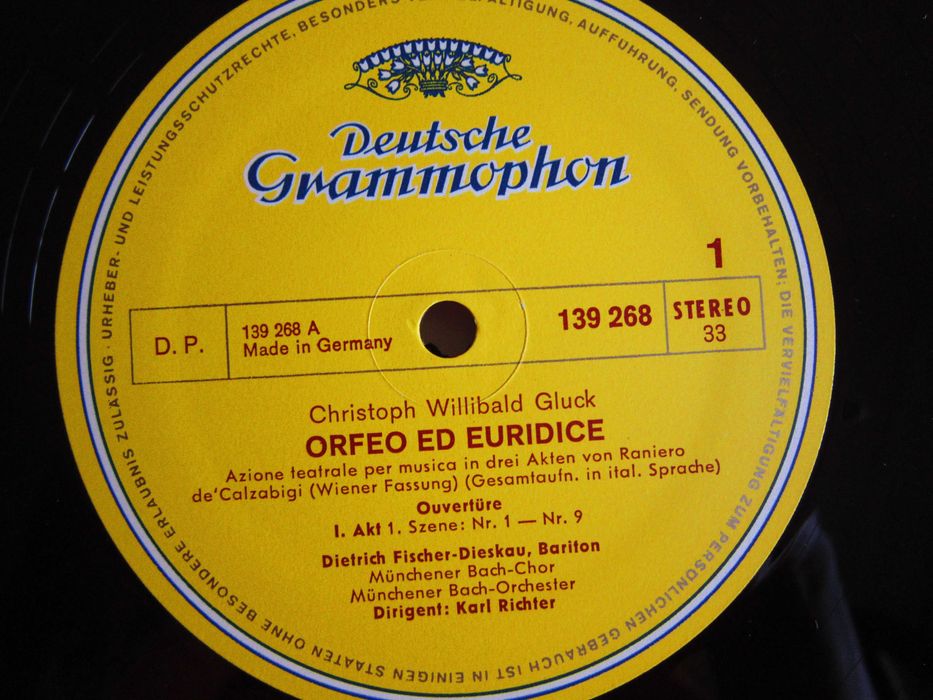 Deutsche
Grammophon
1
D. P.
139 268 A
Made in Germany
139 268
STEREO
33
Christoph Willibald Gluck
ORFEO ED EURIDICE
Azione teatrale per musica in drei Akten von Raniero
de'Calzabigi (Wiener Fassung) (Gesamtaufn. in ital. Sprache)
Ouvertüre
I. Akt 1. Szene: Nr. 1 — Nr. 9
Dietrich Fischer-Dieskau, Bariton
Münchener Bach-Chor
Münchener Bach-Orchester
Dirigent: Karl Richter
URHEBER- UND LEISTUNGSSCHUTZRECHTE, BESONDERS VERVIELFÄLTIGUNG, AUFFÜHRUNG, SENDUNG VORBEHALTEN; DIE VERVIELFÄLTIGUNG ZUM PERSÖNLICHEN GEBRAUCH IST IN EINIGEN STAATEN OHNE BESONDERE ERLAUBNIS ZULÄSSIG ·